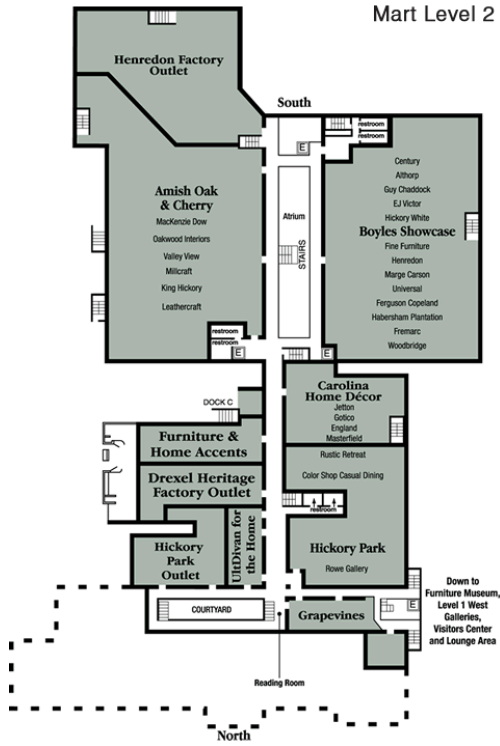 Mart Level 2
Henredon Factory
Outlet
South
restroom
restroom
E
Amish Oak
& Cherry
MacKenzie Dow
Oakwood Interiors
Valley View
Millcraft
King Hickory
Leathercraft
restroom
restroom
E
Atrium
STAIRS
Century
Althorp
Guy Chaddock
EJ Victor
Hickory White
Boyles Showcase
Fine Furniture
Henredon
Marge Carson
Universal
Ferguson Copeland
Habersham Plantation
Fremarc
Woodbridge
E
Carolina
Home Décor
Jetton
Gotico
England
Masterfield
DOCK C
Furniture &
Home Accents
Drexel Heritage
Factory Outlet
Rustic Retreat
Color Shop Casual Dining
restroom
Hickory
Park
Outlet
UltDivan for
the Home
Hickory Park
Rowe Gallery
COURTYARD
Grapevines
E
Down to
Furniture Museum,
Level 1 West
Galleries,
Visitors Center
and Lounge Area
Reading Room
North